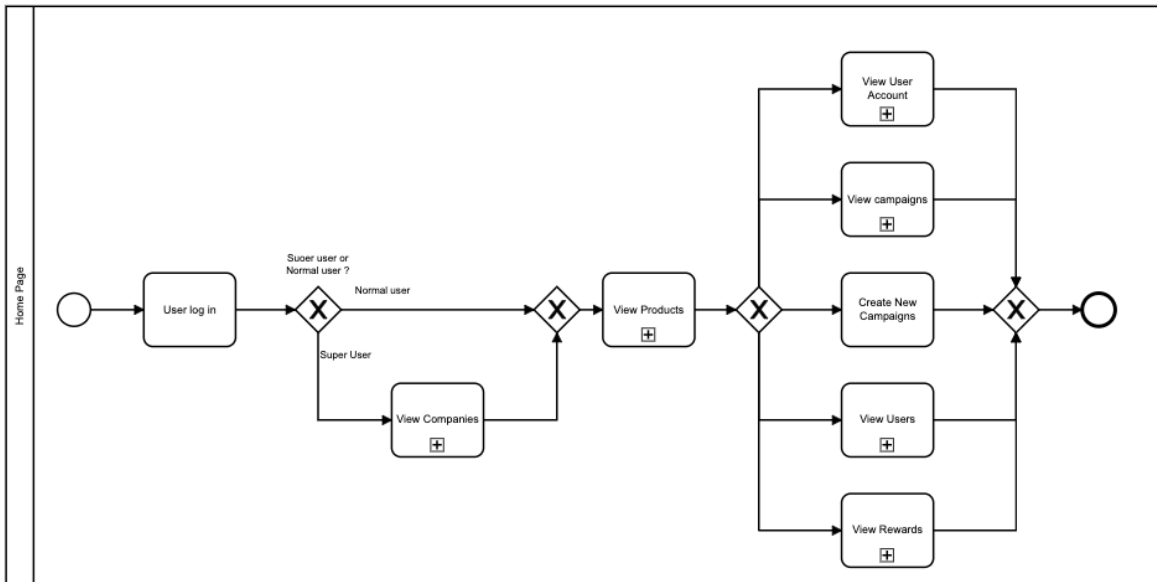 Home Page
User log in
Suoer user or
Normal user ?
Normal user
Super User
View Companies
View Products
View User
Account
View campaigns
Create New
Campaigns
View Users
View Rewards